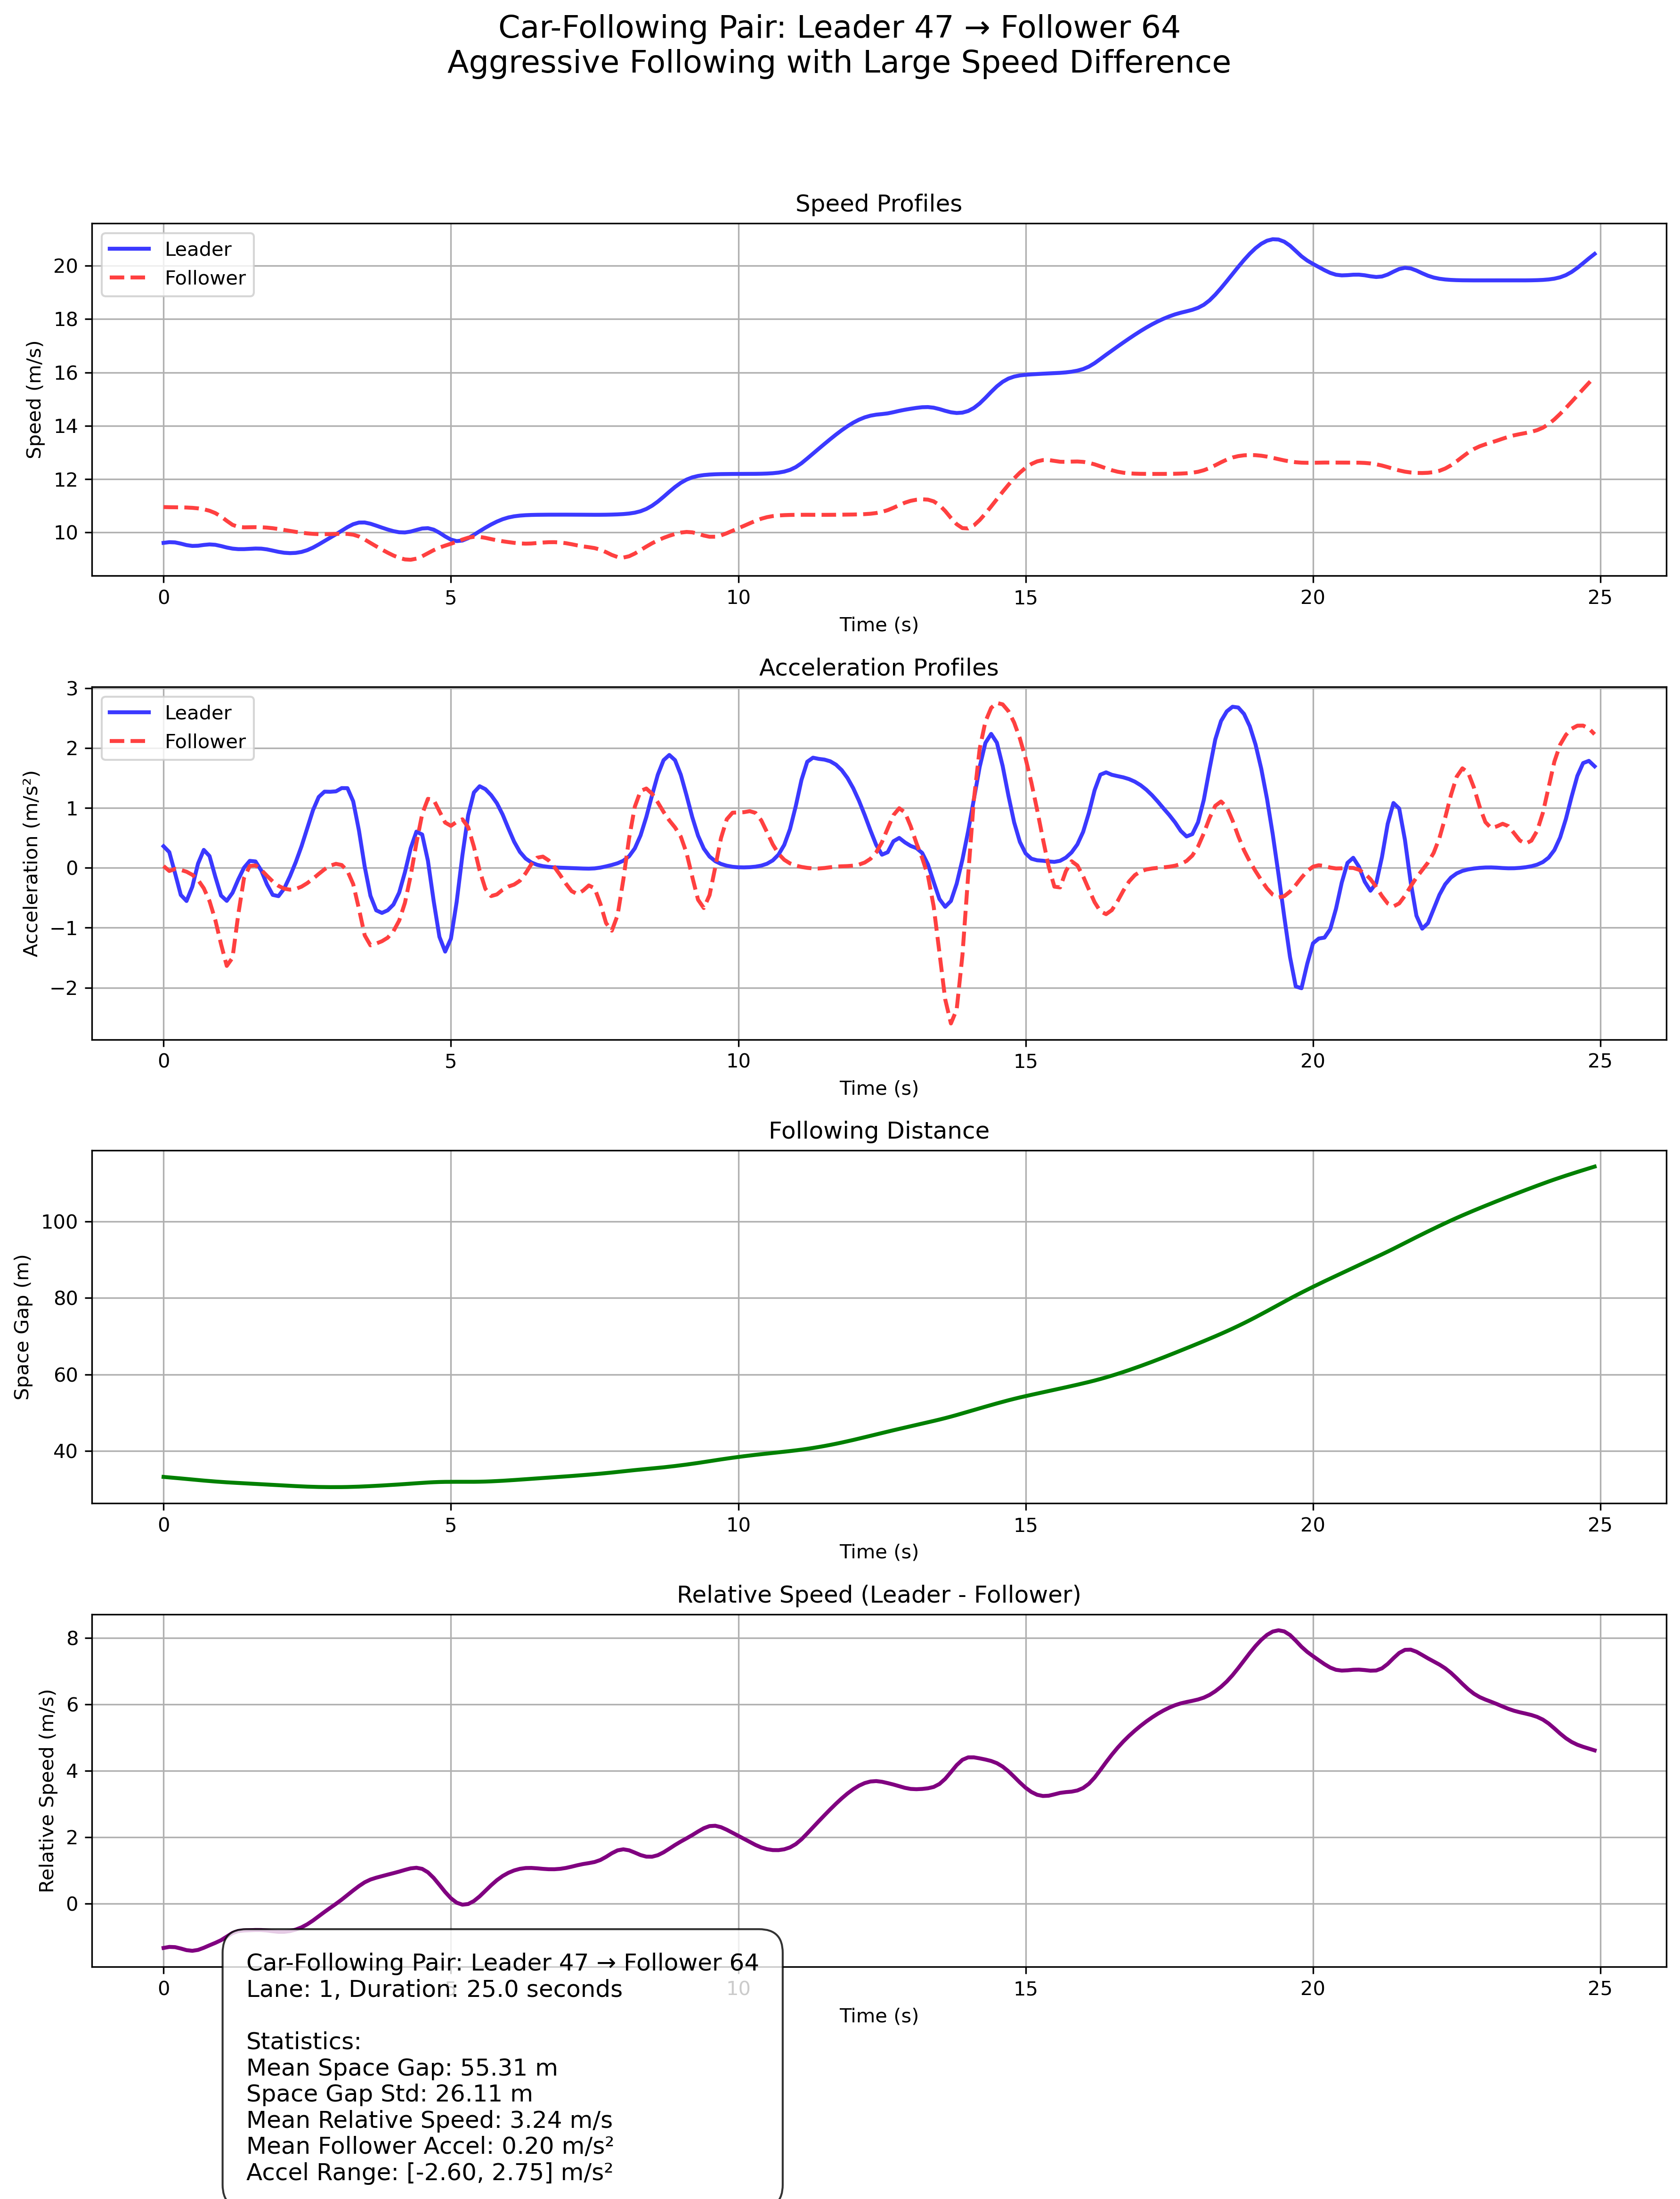 Car-Following Pair: Leader 47 → Follower 64
Aggressive Following with Large Speed Difference
Speed Profiles
Leader
Follower
Speed (m/s)
20
18
16
14
12
10
0 5 10 15 20 25
Time (s)
Acceleration Profiles
Leader
Follower
Acceleration (m/s²)
3
2
1
0
−1
−2
0 5 10 15 20 25
Time (s)
Following Distance
Space Gap (m)
100
80
60
40
0 5 10 15 20 25
Time (s)
Relative Speed (Leader - Follower)
Relative Speed (m/s)
8
6
4
2
0
0 5 10 15 20 25
Time (s)
Car-Following Pair: Leader 47 → Follower 64
Lane: 1, Duration: 25.0 seconds
Statistics:
Mean Space Gap: 55.31 m
Space Gap Std: 26.11 m
Mean Relative Speed: 3.24 m/s
Mean Follower Accel: 0.20 m/s²
Accel Range: [-2.60, 2.75] m/s²